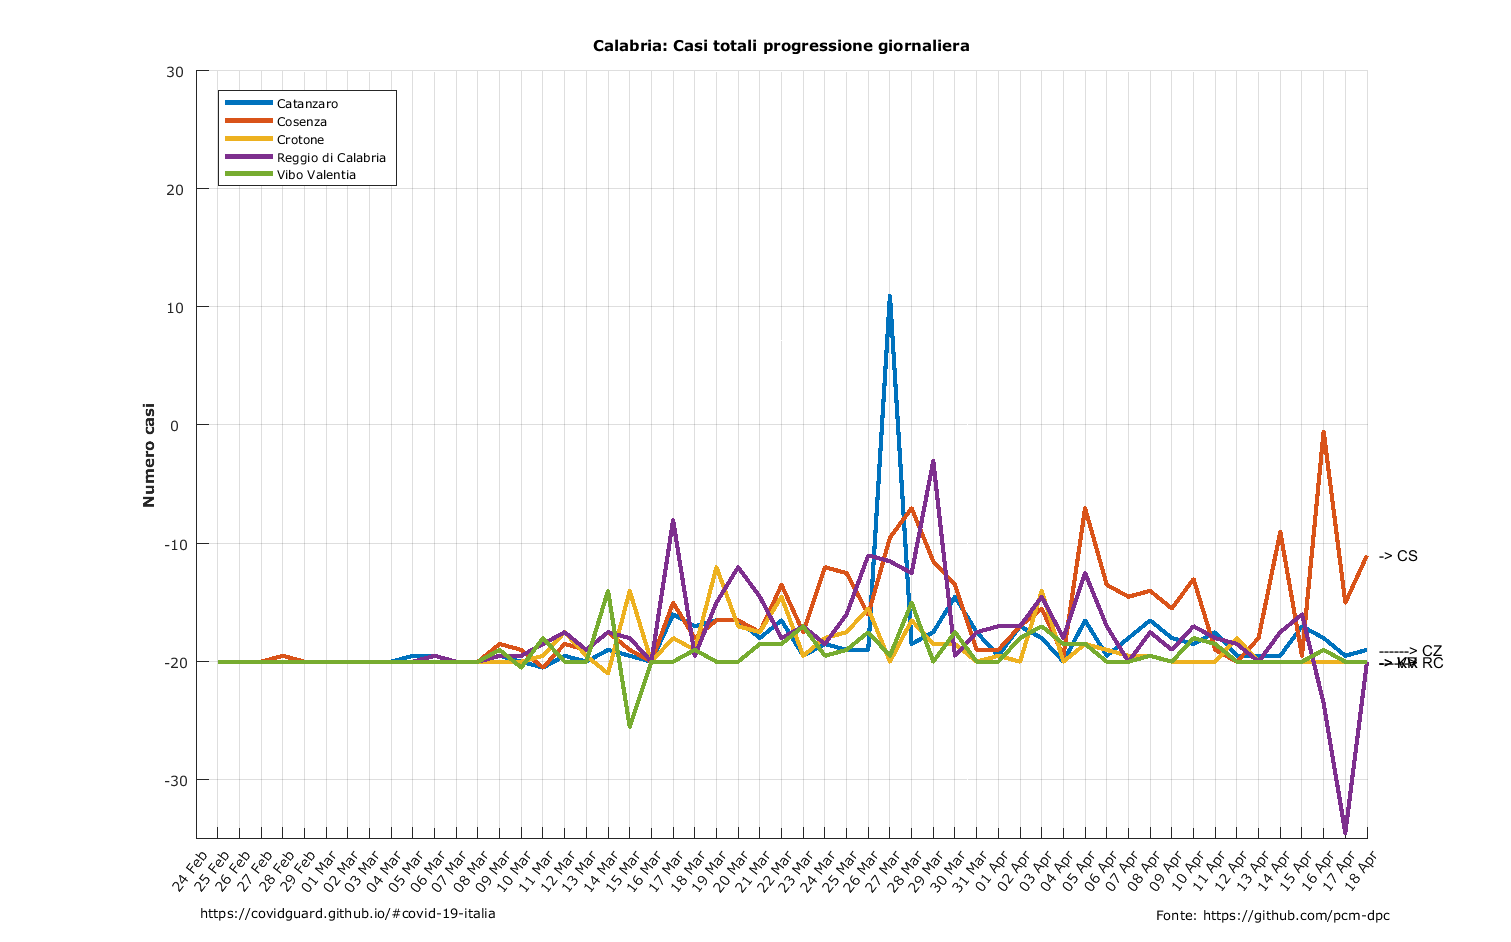 Calabria: Casi totali progressione giornaliera
30
20
10
0
-10
-20
-30
Numero casi
Catanzaro
Cosenza
Crotone
Reggio di Calabria
Vibo Valentia
-> CS
------> CZ
RC
24 Feb
25 Feb
26 Feb
27 Feb
28 Feb
29 Feb
01 Mar
02 Mar
03 Mar
04 Mar
05 Mar
06 Mar
07 Mar
08 Mar
09 Mar
10 Mar
11 Mar
12 Mar
13 Mar
14 Mar
15 Mar
16 Mar
17 Mar
18 Mar
19 Mar
20 Mar
21 Mar
22 Mar
23 Mar
24 Mar
25 Mar
26 Mar
27 Mar
28 Mar
29 Mar
30 Mar
31 Mar
01 Apr
02 Apr
03 Apr
04 Apr
05 Apr
06 Apr
07 Apr
08 Apr
09 Apr
10 Apr
11 Apr
12 Apr
13 Apr
14 Apr
15 Apr
16 Apr
17 Apr
18 Apr
https://covidguard.github.io/#covid-19-italia
Fonte: https://github.com/pcm-dpc